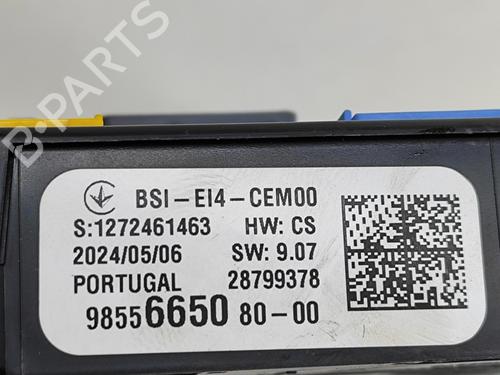 BSI-EI4-CEM00
S:1272461463 HW: CS
2024/05/06 SW: 9.07
PORTUGAL 28799378
9855665080-00
B-PARTS